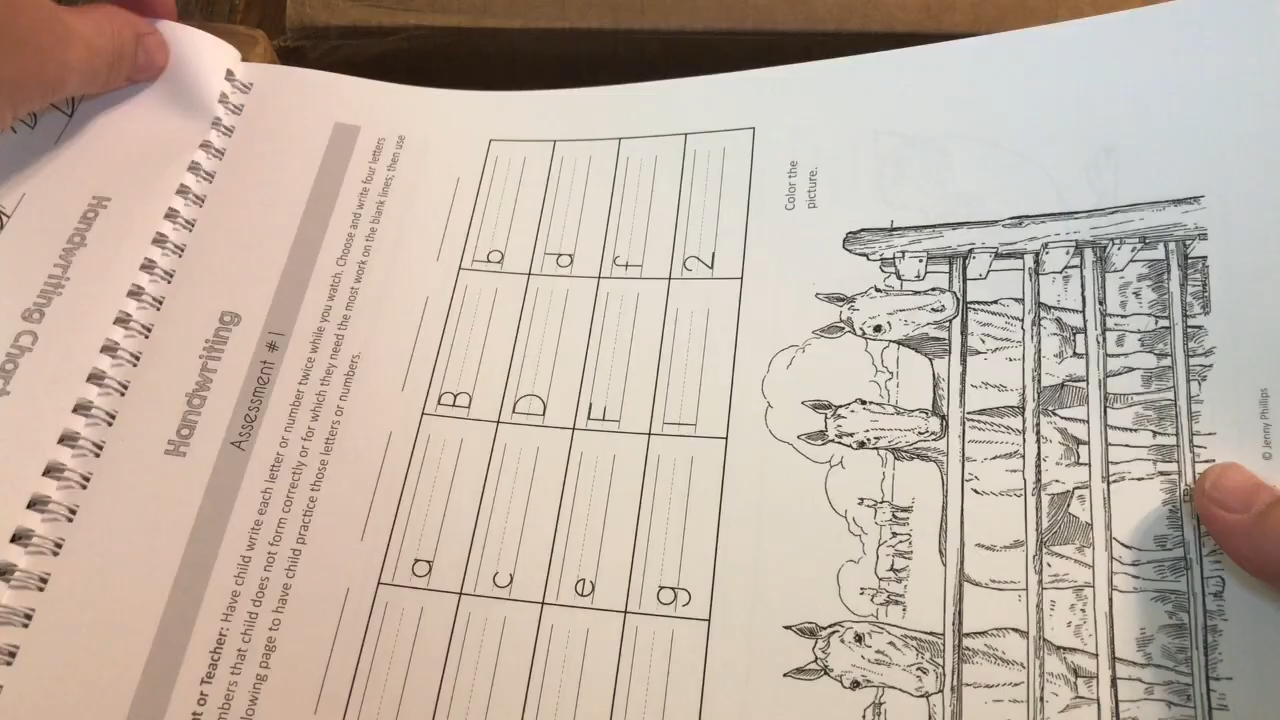 Handwriting Chart
Handwriting
Assessment #1
nt or Teacher: Have child write each letter or number twice while you watch. Choose and write four letters
mbers that child does not form correctly or for which they need the most work on the blank lines; then use
lowing page to have child practice those letters or numbers.
a B b
c D d
e F f
g 1 2
Color the
picture.
© Jenny Phillips